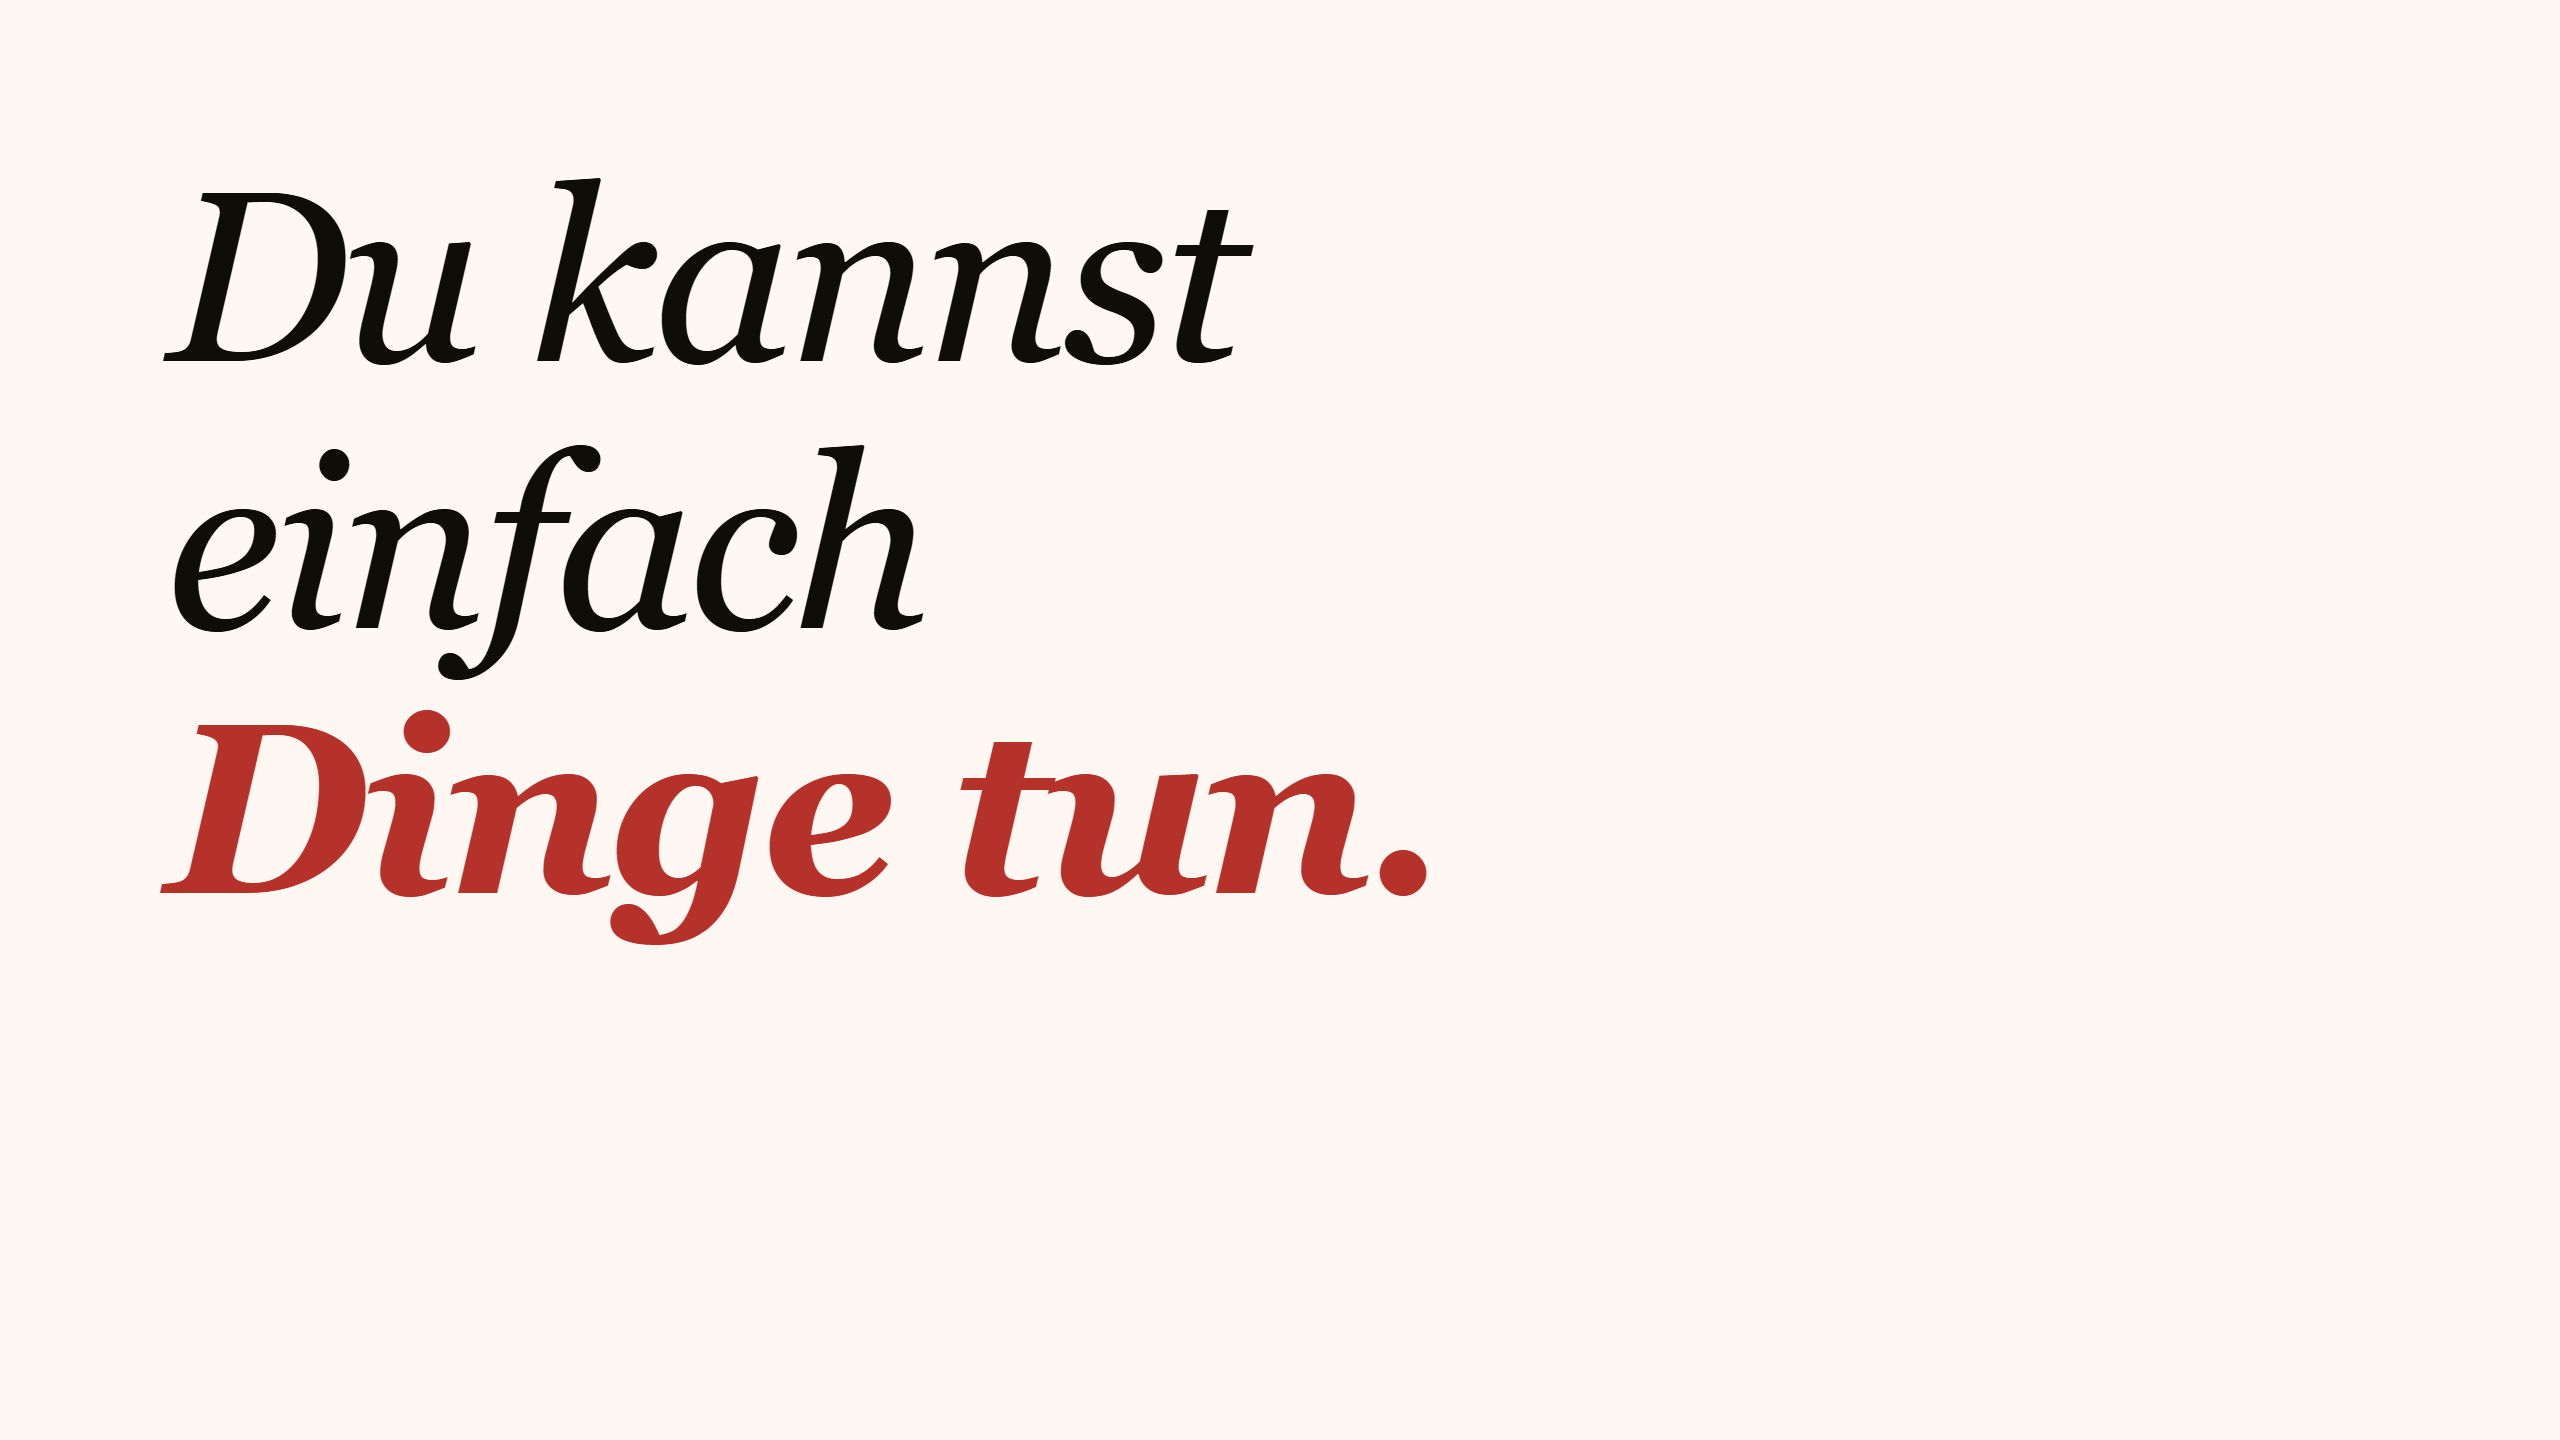 Du kannst
einfach
Dinge tun.